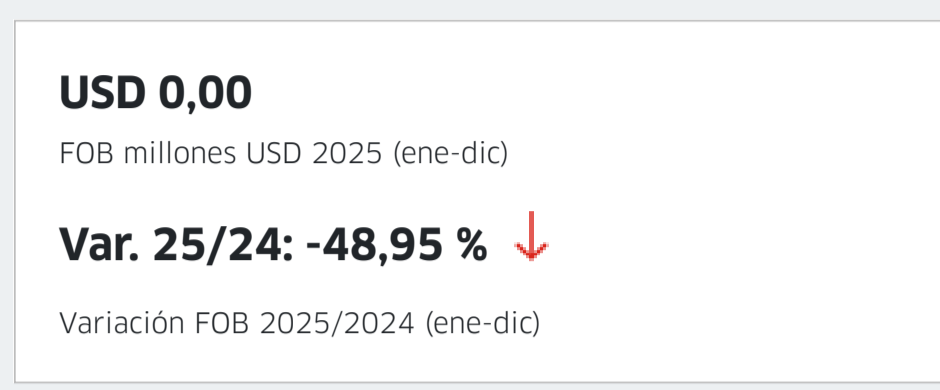 USD 0,00
FOB millones USD 2025 (ene-dic)
Var. 25/24: -48,95 %
Variación FOB 2025/2024 (ene-dic)